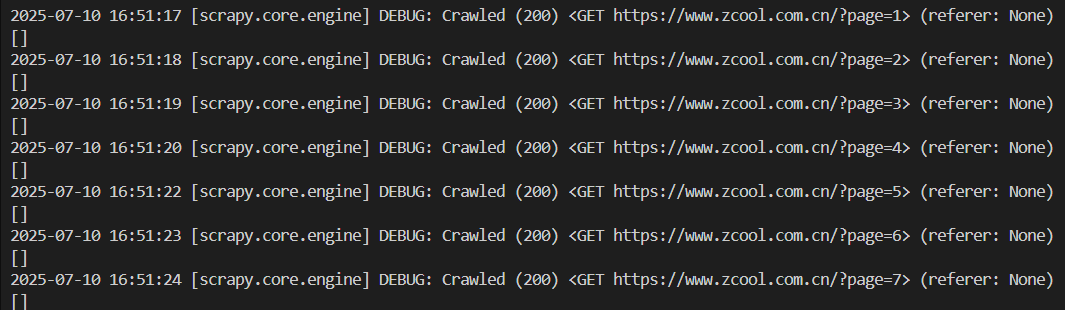 2025-07-10 16:51:17 [scrapy.core.engine] DEBUG: Crawled (200) <GET https://www.zcool.com.cn/?page=1> (referer: None)
[]
2025-07-10 16:51:18 [scrapy.core.engine] DEBUG: Crawled (200) <GET https://www.zcool.com.cn/?page=2> (referer: None)
[]
2025-07-10 16:51:19 [scrapy.core.engine] DEBUG: Crawled (200) <GET https://www.zcool.com.cn/?page=3> (referer: None)
[]
2025-07-10 16:51:20 [scrapy.core.engine] DEBUG: Crawled (200) <GET https://www.zcool.com.cn/?page=4> (referer: None)
[]
2025-07-10 16:51:22 [scrapy.core.engine] DEBUG: Crawled (200) <GET https://www.zcool.com.cn/?page=5> (referer: None)
[]
2025-07-10 16:51:23 [scrapy.core.engine] DEBUG: Crawled (200) <GET https://www.zcool.com.cn/?page=6> (referer: None)
[]
2025-07-10 16:51:24 [scrapy.core.engine] DEBUG: Crawled (200) <GET https://www.zcool.com.cn/?page=7> (referer: None)
[]